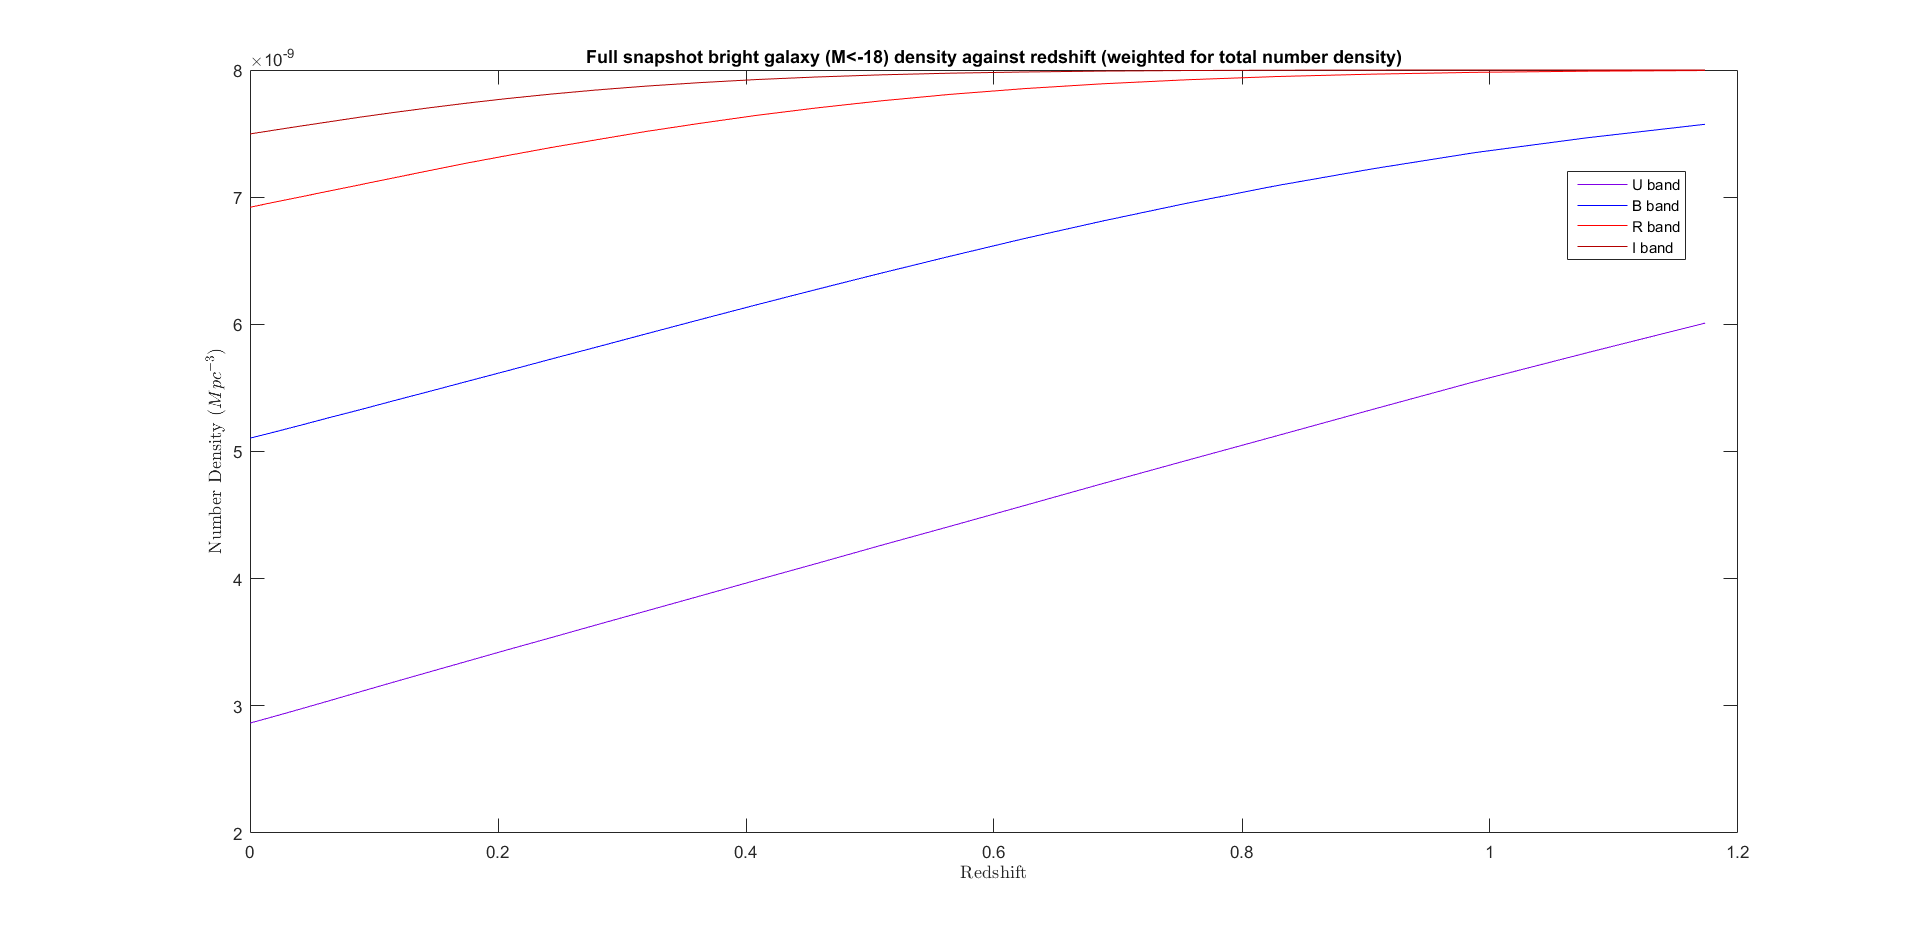 Full snapshot bright galaxy (M<-18) density against redshift (weighted for total number density)
×10⁻⁹
8
7
6
5
4
3
2
Number Density (Mpc⁻³)
U band
B band
R band
I band
0
0.2
0.4
0.6
0.8
1
1.2
Redshift